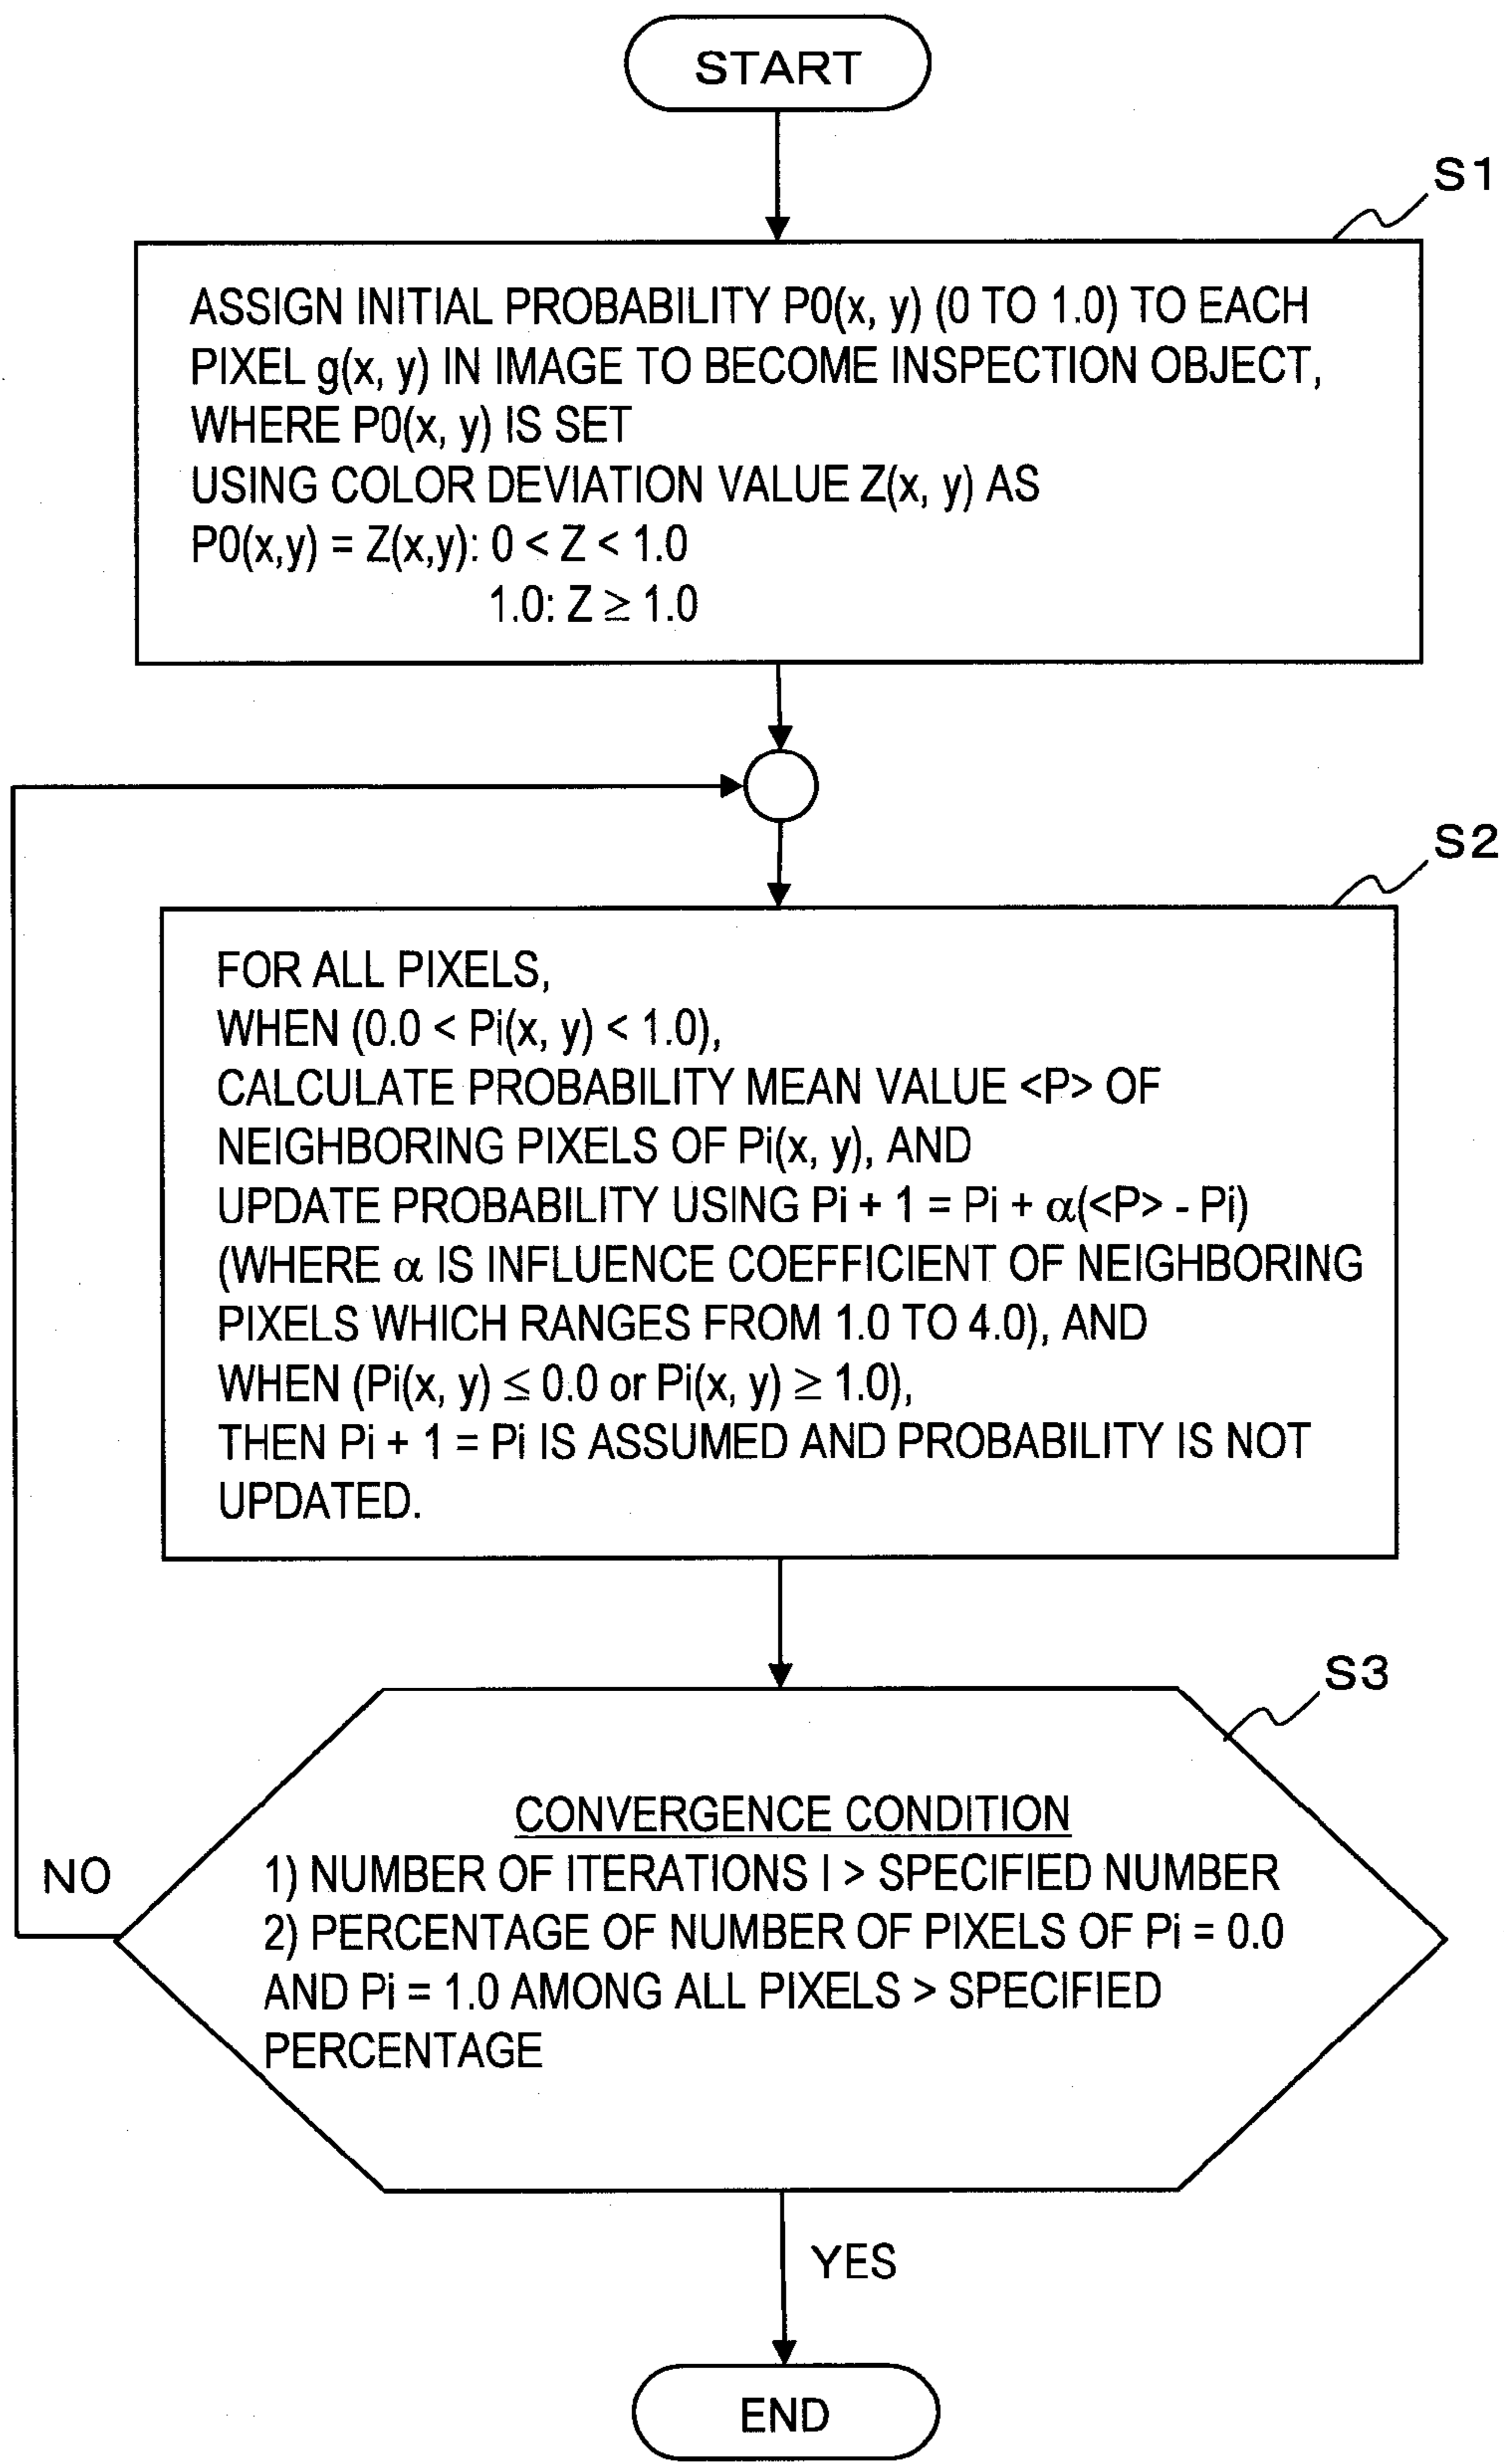 START
S1
ASSIGN INITIAL PROBABILITY P0(x, y) (0 TO 1.0) TO EACH
PIXEL g(x, y) IN IMAGE TO BECOME INSPECTION OBJECT,
WHERE P0(x, y) IS SET
USING COLOR DEVIATION VALUE Z(x, y) AS
P0(x,y) = Z(x,y): 0 < Z < 1.0
1.0: Z ≥ 1.0
S2
FOR ALL PIXELS,
WHEN (0.0 < Pi(x, y) < 1.0),
CALCULATE PROBABILITY MEAN VALUE <P> OF
NEIGHBORING PIXELS OF Pi(x, y), AND
UPDATE PROBABILITY USING Pi + 1 = Pi + α(<P> - Pi)
(WHERE α IS INFLUENCE COEFFICIENT OF NEIGHBORING
PIXELS WHICH RANGES FROM 1.0 TO 4.0), AND
WHEN (Pi(x, y) ≤ 0.0 or Pi(x, y) ≥ 1.0),
THEN Pi + 1 = Pi IS ASSUMED AND PROBABILITY IS NOT
UPDATED.
S3
CONVERGENCE CONDITION
1) NUMBER OF ITERATIONS I > SPECIFIED NUMBER
2) PERCENTAGE OF NUMBER OF PIXELS OF Pi = 0.0
AND Pi = 1.0 AMONG ALL PIXELS > SPECIFIED
PERCENTAGE
NO
YES
END